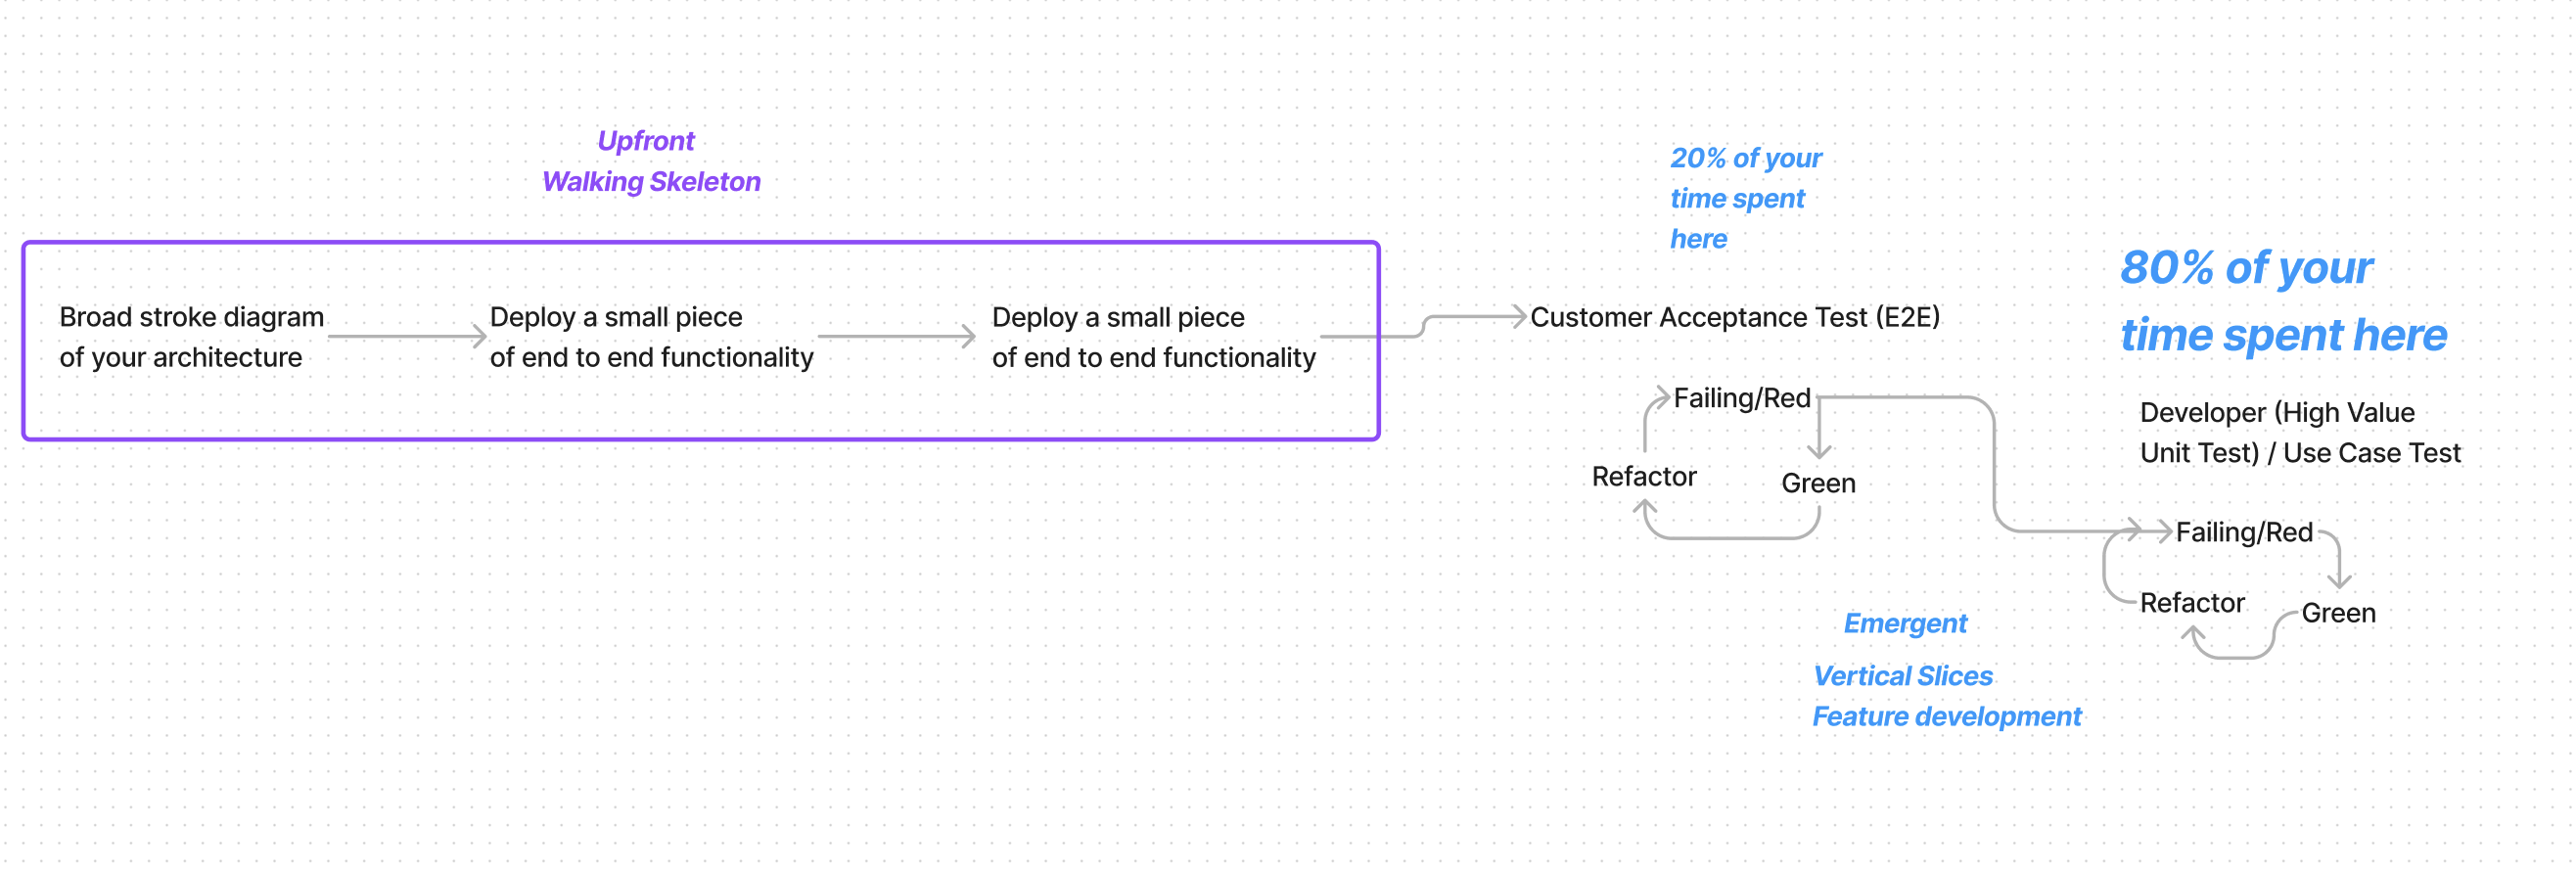 Upfront
Walking Skeleton
Broad stroke diagram
of your architecture
Deploy a small piece
of end to end functionality
Deploy a small piece
of end to end functionality
20% of your
time spent
here
Customer Acceptance Test (E2E)
Failing/Red
Refactor
Green
80% of your
time spent here
Developer (High Value
Unit Test) / Use Case Test
Failing/Red
Refactor
Green
Emergent
Vertical Slices
Feature development